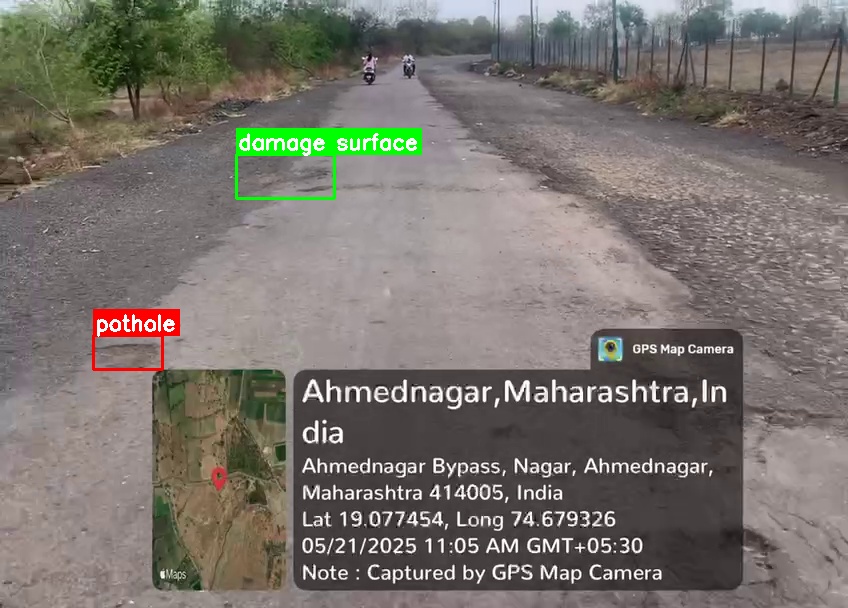 damage surface
pothole
GPS Map Camera
Ahmednagar,Maharashtra,In
dia
Ahmednagar Bypass, Nagar, Ahmednagar,
Maharashtra 414005, India
Lat 19.077454, Long 74.679326
05/21/2025 11:05 AM GMT+05:30
Note : Captured by GPS Map Camera
Maps